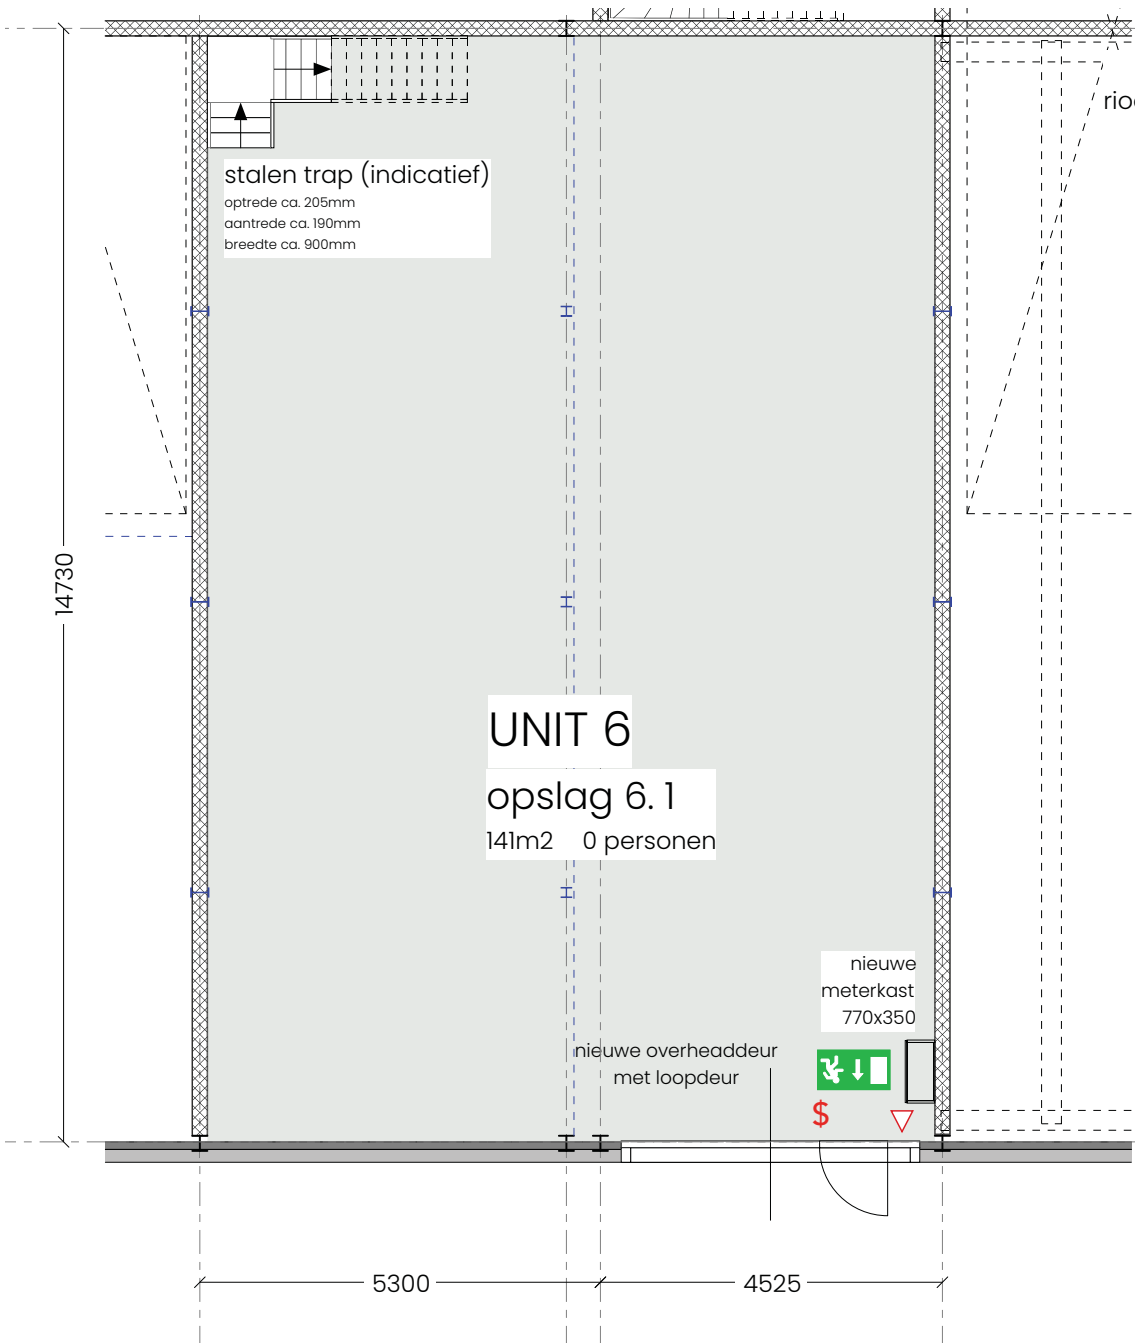 stalen trap (indicatief)
optrede ca. 205mm
aantrede ca. 190mm
breedte ca. 900mm
14730
UNIT 6
opslag 6. 1
141m2 0 personen
nieuwe
meterkast
770x350
nieuwe overheaddeur
met loopdeur
$
5300
4525